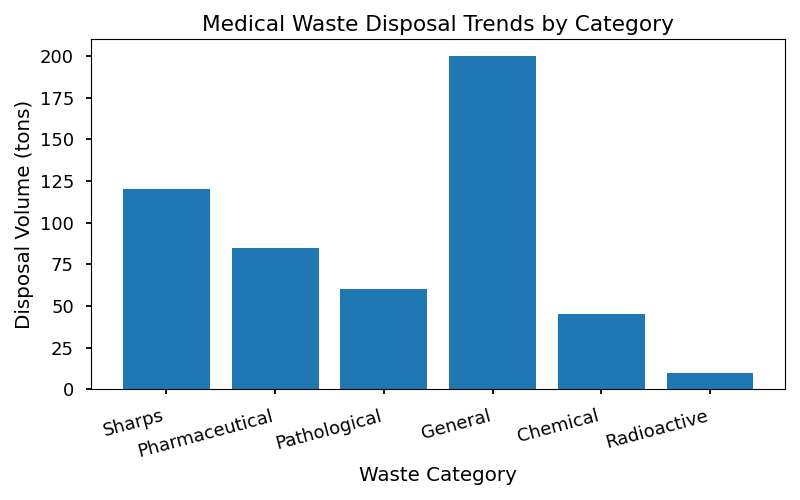 Medical Waste Disposal Trends by Category
Disposal Volume (tons)
200
175
150
125
100
75
50
25
0
Sharps
Pharmaceutical
Pathological
General
Chemical
Radioactive
Waste Category